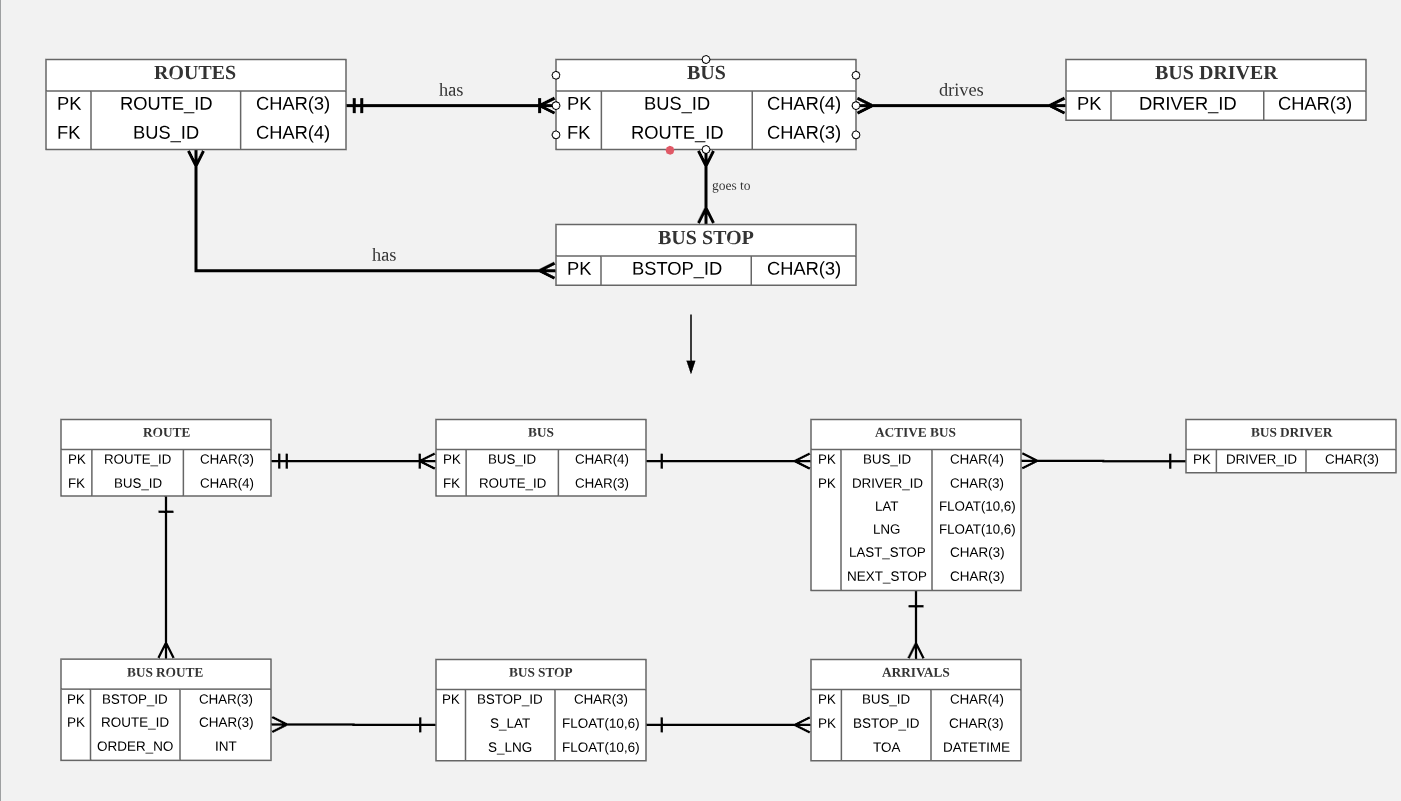 ROUTES
PK ROUTE_ID CHAR(3)
FK BUS_ID CHAR(4)
has
BUS
PK BUS_ID CHAR(4)
FK ROUTE_ID CHAR(3)
drives
BUS DRIVER
PK DRIVER_ID CHAR(3)
goes to
has
BUS STOP
PK BSTOP_ID CHAR(3)
ROUTE
PK ROUTE_ID CHAR(3)
FK BUS_ID CHAR(4)
BUS
PK BUS_ID CHAR(4)
FK ROUTE_ID CHAR(3)
ACTIVE BUS
PK BUS_ID CHAR(4)
PK DRIVER_ID CHAR(3)
LAT FLOAT(10,6)
LNG FLOAT(10,6)
LAST_STOP CHAR(3)
NEXT_STOP CHAR(3)
BUS DRIVER
PK DRIVER_ID CHAR(3)
BUS ROUTE
PK BSTOP_ID CHAR(3)
PK ROUTE_ID CHAR(3)
ORDER_NO INT
BUS STOP
PK BSTOP_ID CHAR(3)
S_LAT FLOAT(10,6)
S_LNG FLOAT(10,6)
ARRIVALS
PK BUS_ID CHAR(4)
PK BSTOP_ID CHAR(3)
TOA DATETIME